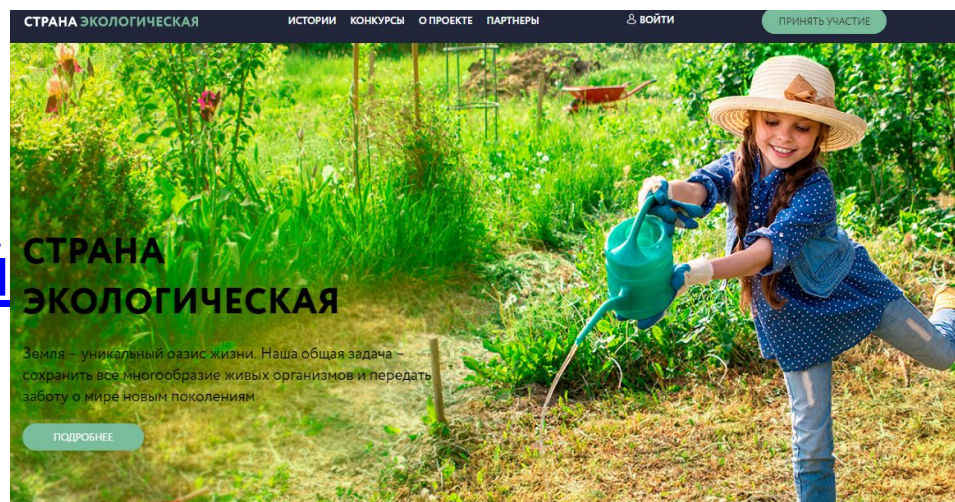 СТРАНА ЭКОЛОГИЧЕСКАЯ ИСТОРИИ КОНКУРСЫ О ПРОЕКТЕ ПАРТНЕРЫ ВОЙТИ ПРИНЯТЬ УЧАСТИЕ
СТРАНА
ЭКОЛОГИЧЕСКАЯ
Земля – уникальный оазис жизни. Наша общая задача –
сохранить все многообразие живых организмов и передать
заботу о мире новым поколениям
ПОДРОБНЕЕ